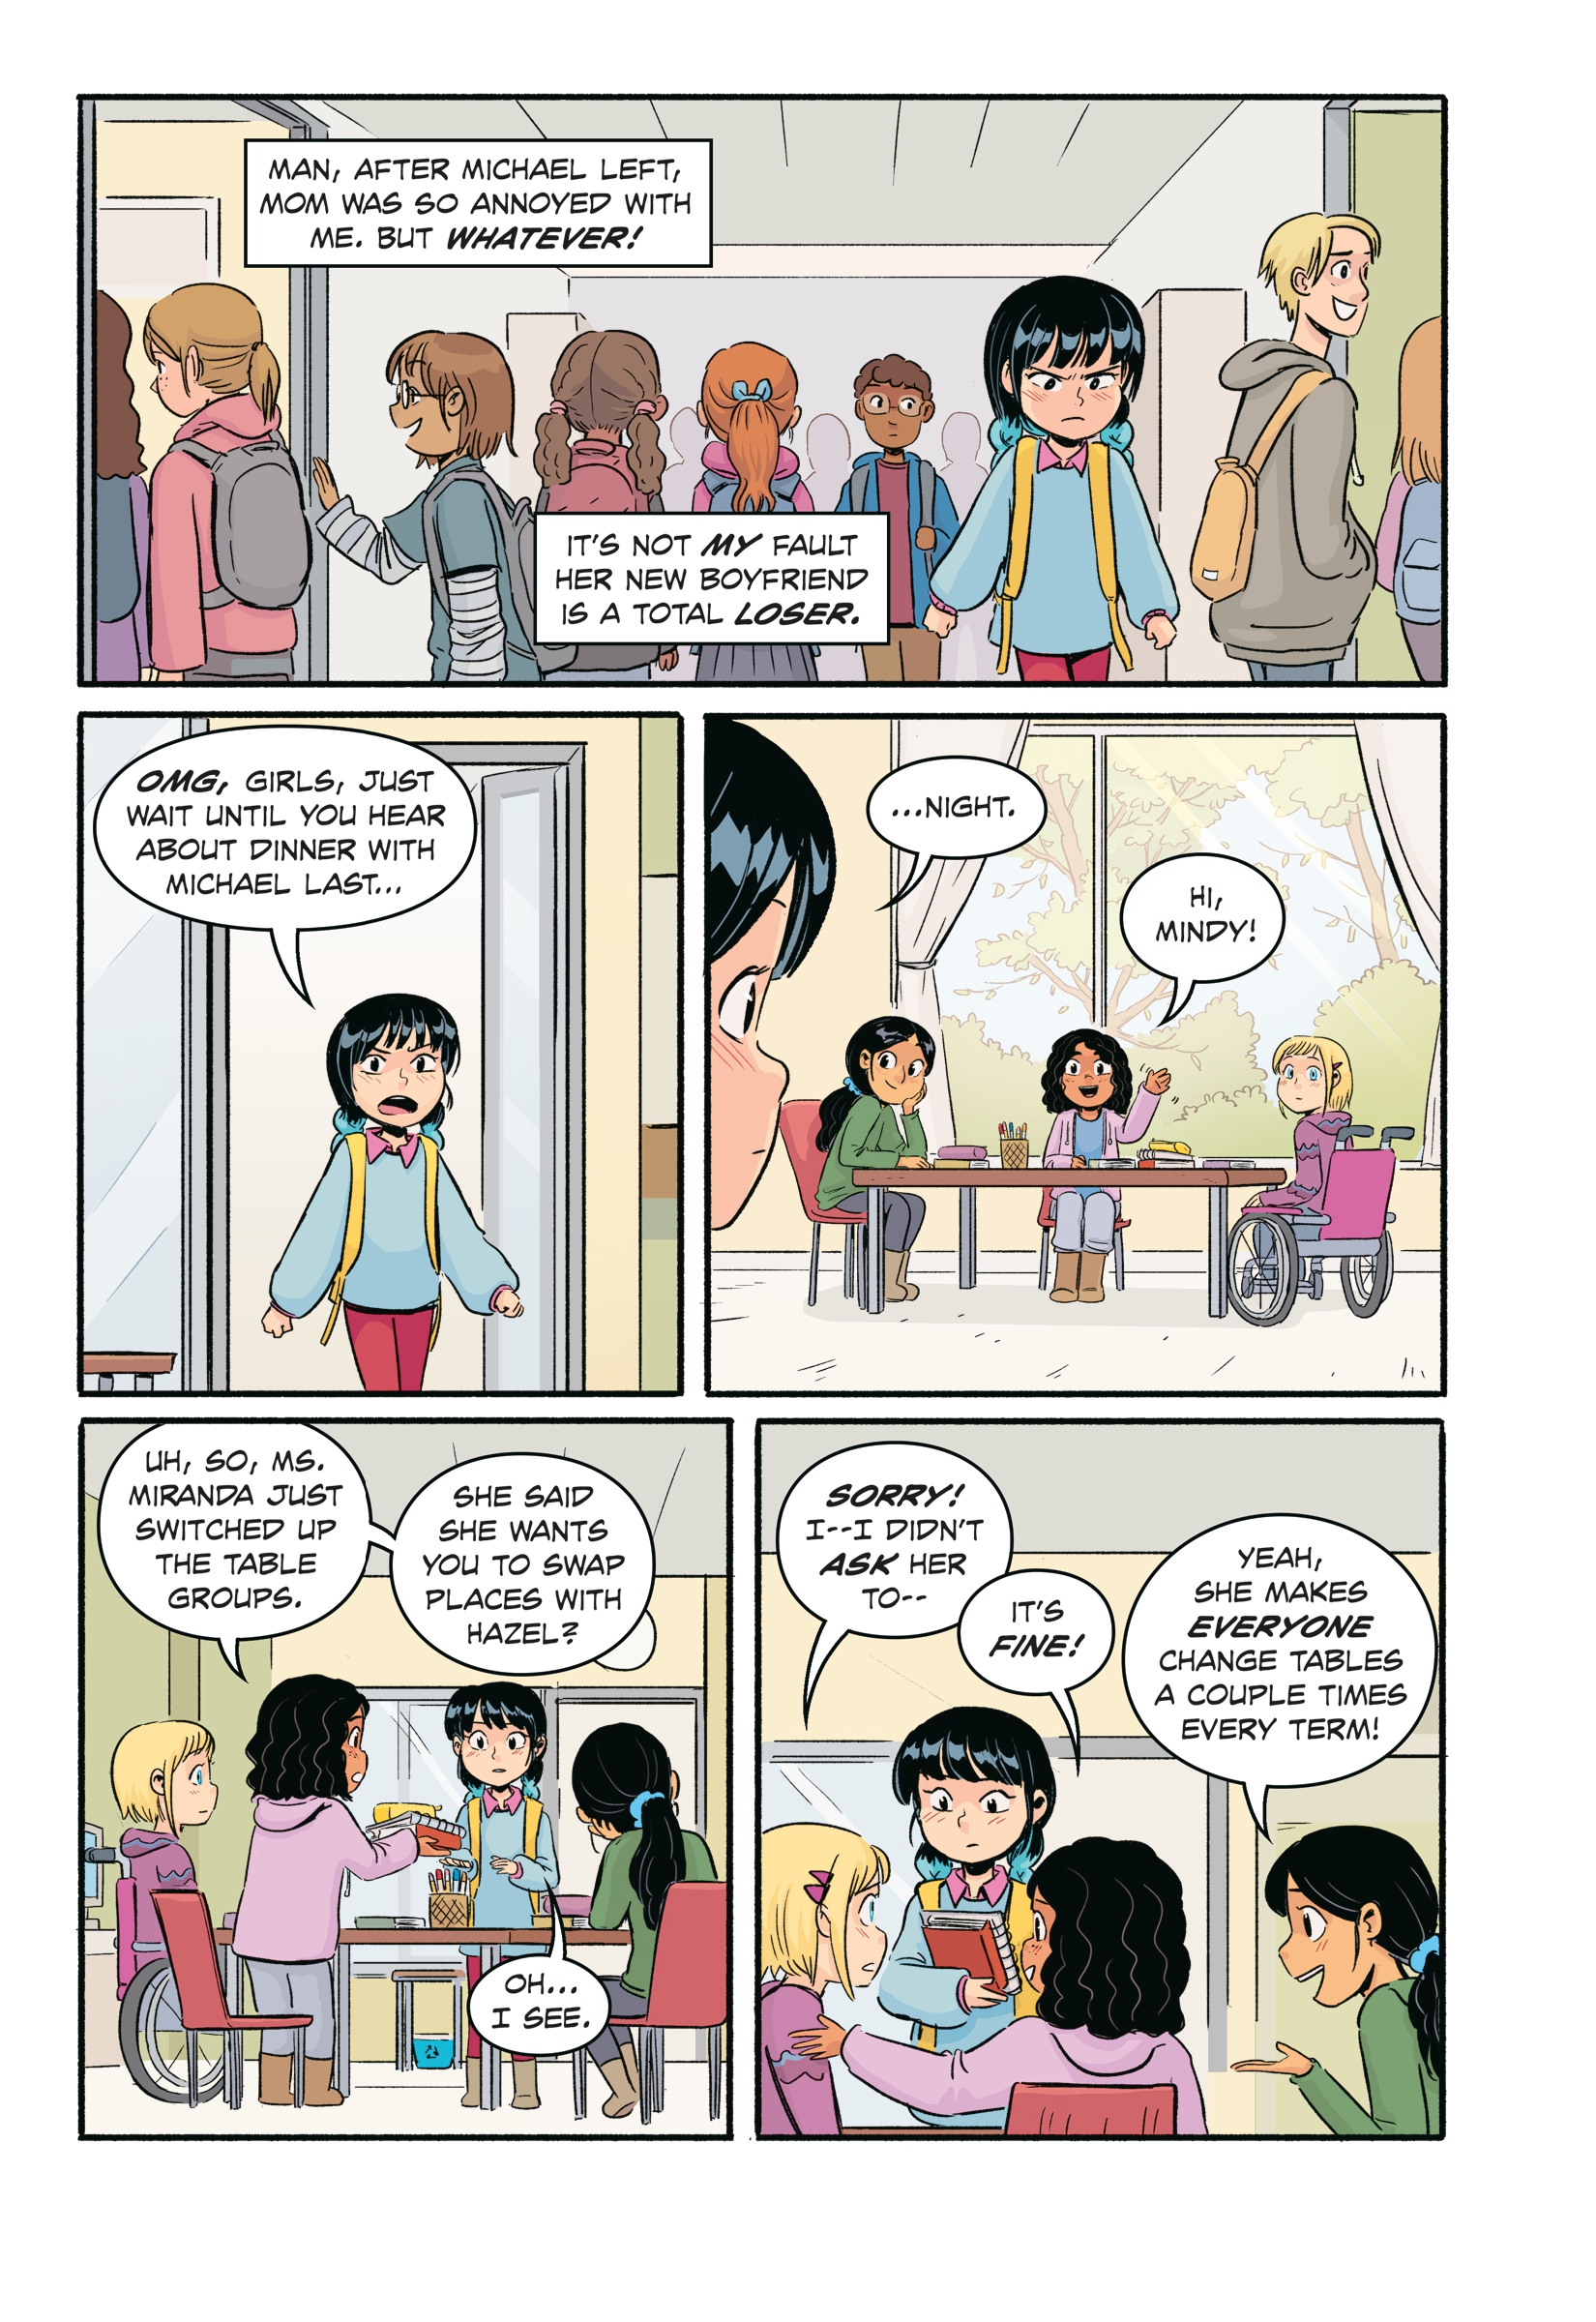 MAN, AFTER MICHAEL LEFT,
MOM WAS SO ANNOYED WITH
ME. BUT WHATEVER!
IT'S NOT MY FAULT
HER NEW BOYFRIEND
IS A TOTAL LOSER.
OMG, GIRLS, JUST
WAIT UNTIL YOU HEAR
ABOUT DINNER WITH
MICHAEL LAST...
...NIGHT.
HI,
MINDY!
UH, SO, MS.
MIRANDA JUST
SWITCHED UP
THE TABLE
GROUPS.
SHE SAID
SHE WANTS
YOU TO SWAP
PLACES WITH
HAZEL?
OH...
I SEE.
SORRY!
I--I DIDN'T
ASK HER
TO--
IT'S
FINE!
YEAH,
SHE MAKES
EVERYONE
CHANGE TABLES
A COUPLE TIMES
EVERY TERM!